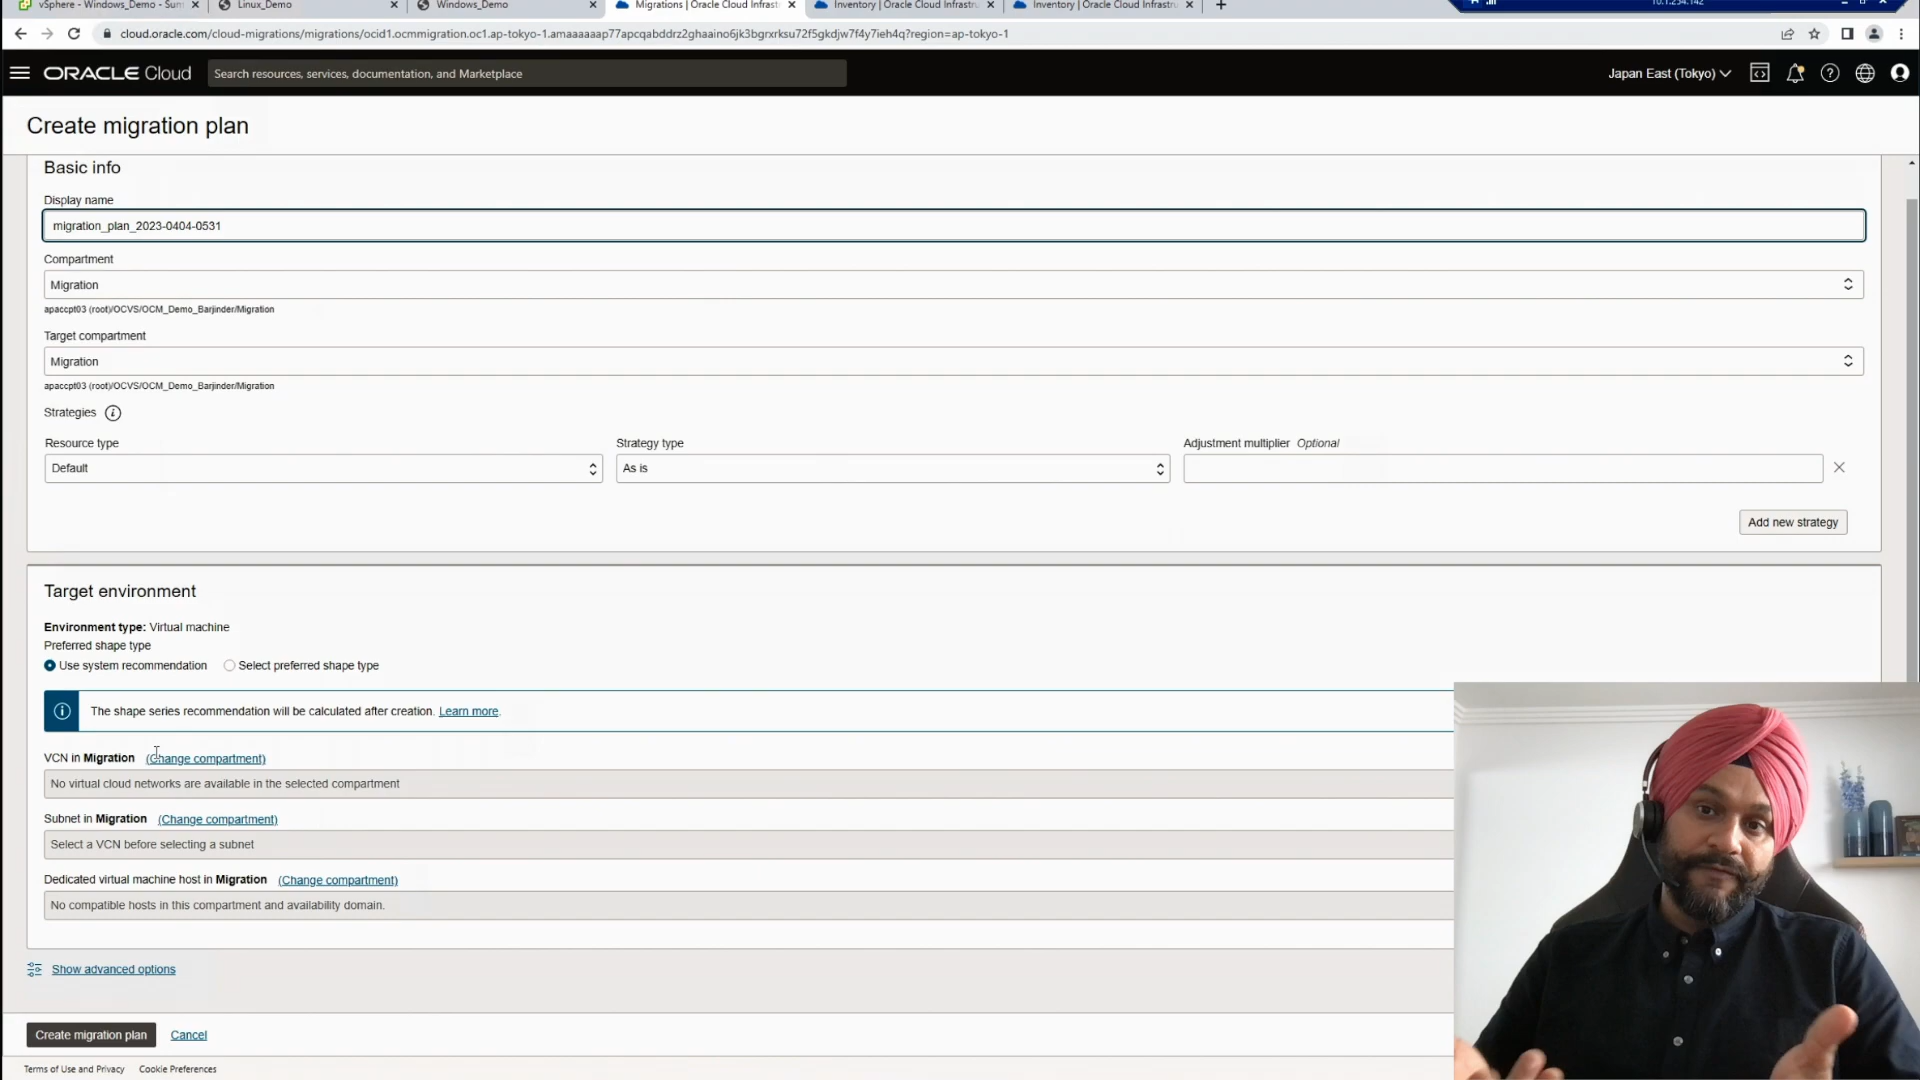 vSphere - Windows_Demo - Sum
Linux_Demo
Windows_Demo
Migrations | Oracle Cloud Infrastr
Inventory | Oracle Cloud Infrastru
Inventory | Oracle Cloud Infrastru
10.1.254.142
cloud.oracle.com/cloud-migrations/migrations/ocid1.ocmmigration.oc1.ap-tokyo-1.amaaaaaap77apcqabddrz2ghaaino6jk3bgrxrksu72f5gkdjw7f4y7ieh4q?region=ap-tokyo-1
ORACLE Cloud
Search resources, services, documentation, and Marketplace
Japan East (Tokyo)
Create migration plan
Basic info
Display name
migration_plan_2023-0404-0531
Compartment
Migration
apaccpt03 (root)/OCVS/OCM_Demo_Barjinder/Migration
Target compartment
Migration
apaccpt03 (root)/OCVS/OCM_Demo_Barjinder/Migration
Strategies
Resource type
Strategy type
Adjustment multiplier Optional
Default
As is
Add new strategy
Target environment
Environment type: Virtual machine
Preferred shape type
Use system recommendation
Select preferred shape type
The shape series recommendation will be calculated after creation. Learn more.
VCN in Migration (Change compartment)
No virtual cloud networks are available in the selected compartment
Subnet in Migration (Change compartment)
Select a VCN before selecting a subnet
Dedicated virtual machine host in Migration (Change compartment)
No compatible hosts in this compartment and availability domain.
Show advanced options
Create migration plan
Cancel
Terms of Use and Privacy
Cookie Preferences